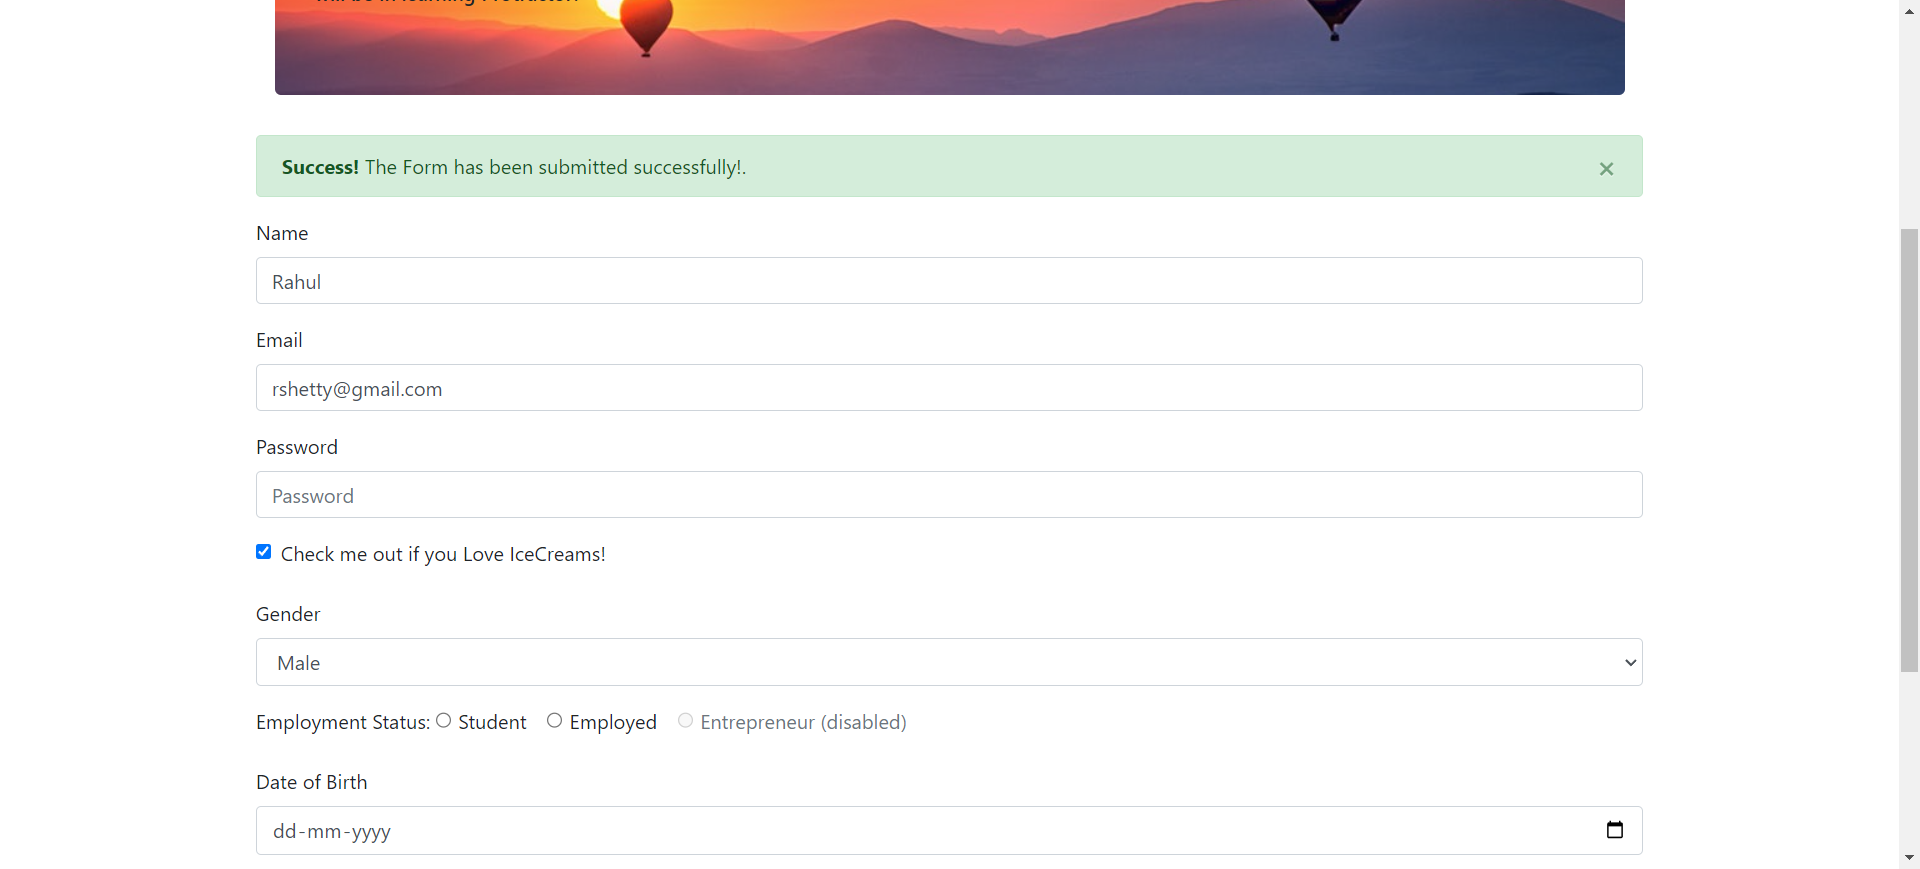 Success! The Form has been submitted successfully!. ×
Name
Rahul
Email
rshetty@gmail.com
Password
Password
Check me out if you Love IceCreams!
Gender
Male
Employment Status: Student Employed Entrepreneur (disabled)
Date of Birth
dd-mm-yyyy